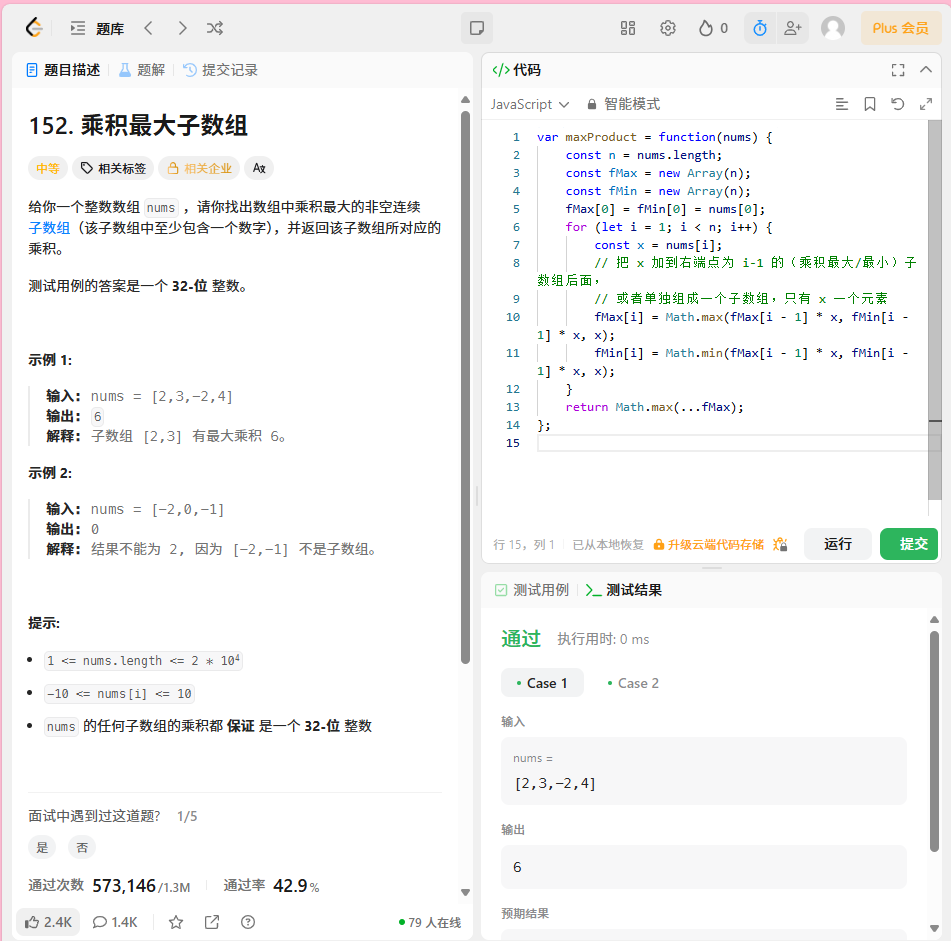 题库
0
Plus 会员
题目描述
题解
提交记录
152. 乘积最大子数组
中等
相关标签
相关企业
给你一个整数数组 nums ，请你找出数组中乘积最大的非空连续
子数组（该子数组中至少包含一个数字），并返回该子数组所对应的
乘积。
测试用例的答案是一个 32-位 整数。
示例 1:
输入: nums = [2,3,-2,4]
输出: 6
解释: 子数组 [2,3] 有最大乘积 6。
示例 2:
输入: nums = [-2,0,-1]
输出: 0
解释: 结果不能为 2, 因为 [-2,-1] 不是子数组。
提示:
1 <= nums.length <= 2 * 10⁴
-10 <= nums[i] <= 10
nums 的任何子数组的乘积都 保证 是一个 32-位 整数
面试中遇到过这道题? 1/5
是
否
通过次数 573,146/1.3M
通过率 42.9%
2.4K
1.4K
79 人在线
</>代码
JavaScript
智能模式
1 var maxProduct = function(nums) {
2 const n = nums.length;
3 const fMax = new Array(n);
4 const fMin = new Array(n);
5 fMax[0] = fMin[0] = nums[0];
6 for (let i = 1; i < n; i++) {
7 const x = nums[i];
8 // 把 x 加到右端点为 i-1 的（乘积最大/最小）子
数组后面，
9 // 或者单独组成一个子数组，只有 x 一个元素
10 fMax[i] = Math.max(fMax[i - 1] * x, fMin[i -
1] * x, x);
11 fMin[i] = Math.min(fMax[i - 1] * x, fMin[i -
1] * x, x);
12 }
13 return Math.max(...fMax);
14 };
15
行 15，列 1
已从本地恢复
升级云端代码存储
运行
提交
测试用例
测试结果
通过
执行用时: 0 ms
Case 1
Case 2
输入
nums =
[2,3,-2,4]
输出
6
预期结果